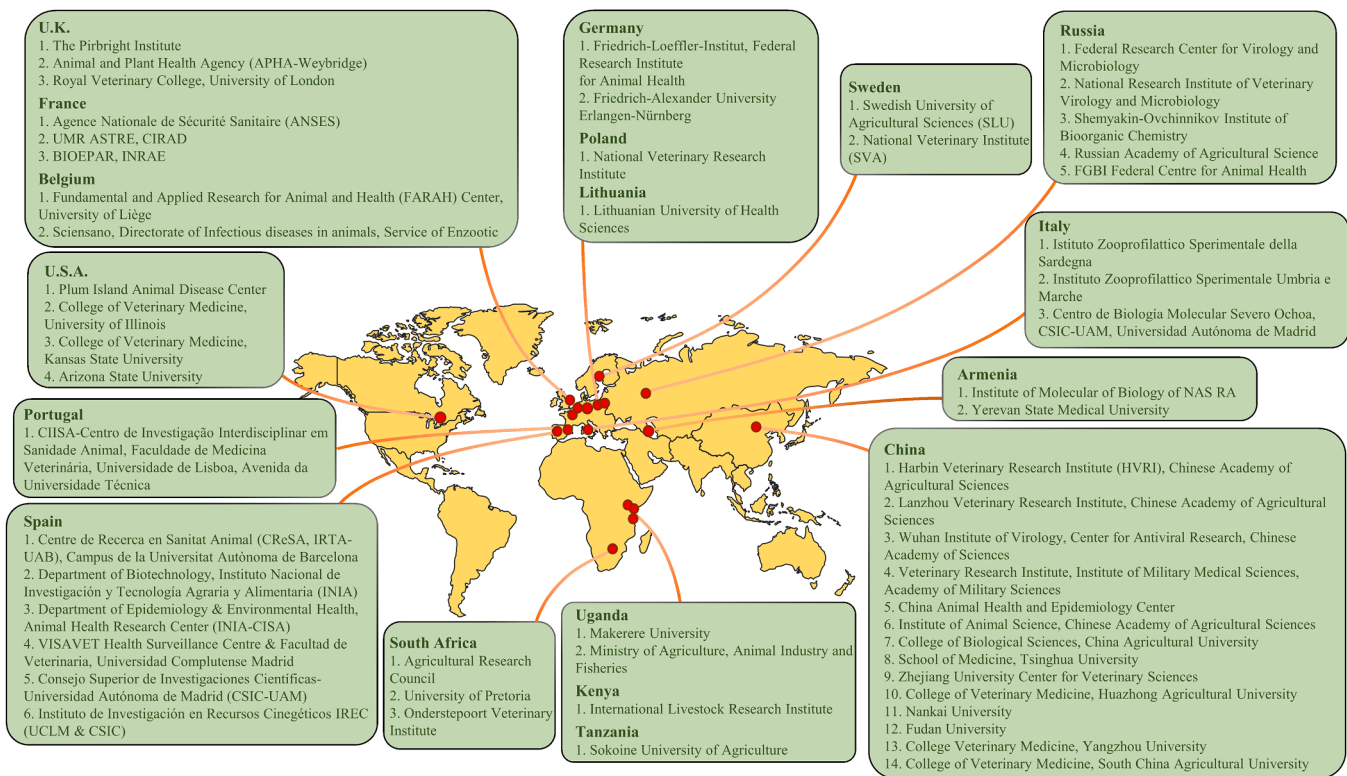 U.K.
1. The Pirbright Institute
2. Animal and Plant Health Agency (APHA-Weybridge)
3. Royal Veterinary College, University of London
France
1. Agence Nationale de Sécurité Sanitaire (ANSES)
2. UMR ASTRE, CIRAD
3. BIOEPAR, INRAE
Belgium
1. Fundamental and Applied Research for Animal and Health (FARAH) Center,
University of Liège
2. Sciensano, Directorate of Infectious diseases in animals, Service of Enzootic
Germany
1. Friedrich-Loeffler-Institut, Federal
Research Institute
for Animal Health
2. Friedrich-Alexander University
Erlangen-Nürnberg
Poland
1. National Veterinary Research
Institute
Lithuania
1. Lithuanian University of Health
Sciences
Sweden
1. Swedish University of
Agricultural Sciences (SLU)
2. National Veterinary Institute
(SVA)
Russia
1. Federal Research Center for Virology and
Microbiology
2. National Research Institute of Veterinary
Virology and Microbiology
3. Shemyakin-Ovchinnikov Institute of
Bioorganic Chemistry
4. Russian Academy of Agricultural Science
5. FGBI Federal Centre for Animal Health
Italy
1. Istituto Zooprofilattico Sperimentale della
Sardegna
2. Instituto Zooprofilattico Sperimentale Umbria e
Marche
3. Centro de Biología Molecular Severo Ochoa,
CSIC-UAM, Universidad Autónoma de Madrid
U.S.A.
1. Plum Island Animal Disease Center
2. College of Veterinary Medicine,
University of Illinois
3. College of Veterinary Medicine,
Kansas State University
4. Arizona State University
Armenia
1. Institute of Molecular of Biology of NAS RA
2. Yerevan State Medical University
Portugal
1. CIISA-Centro de Investigação Interdisciplinar em
Sanidade Animal, Faculdade de Medicina
Veterinária, Universidade de Lisboa, Avenida da
Universidade Técnica
Spain
1. Centre de Recerca en Sanitat Animal (CReSA, IRTA-
UAB), Campus de la Universitat Autònoma de Barcelona
2. Department of Biotechnology, Instituto Nacional de
Investigación y Tecnología Agraria y Alimentaria (INIA)
3. Department of Epidemiology & Environmental Health,
Animal Health Research Center (INIA-CISA)
4. VISAVET Health Surveillance Centre & Facultad de
Veterinaria, Universidad Complutense Madrid
5. Consejo Superior de Investigaciones Científicas-
Universidad Autónoma de Madrid (CSIC-UAM)
6. Instituto de Investigación en Recursos Cinegéticos IREC
(UCLM & CSIC)
South Africa
1. Agricultural Research
Council
2. University of Pretoria
3. Onderstepoort Veterinary
Institute
Uganda
1. Makerere University
2. Ministry of Agriculture, Animal Industry and
Fisheries
Kenya
1. International Livestock Research Institute
Tanzania
1. Sokoine University of Agriculture
China
1. Harbin Veterinary Research Institute (HVRI), Chinese Academy of
Agricultural Sciences
2. Lanzhou Veterinary Research Institute, Chinese Academy of Agricultural
Sciences
3. Wuhan Institute of Virology, Center for Antiviral Research, Chinese
Academy of Sciences
4. Veterinary Research Institute, Institute of Military Medical Sciences,
Academy of Military Sciences
5. China Animal Health and Epidemiology Center
6. Institute of Animal Science, Chinese Academy of Agricultural Sciences
7. College of Biological Sciences, China Agricultural University
8. School of Medicine, Tsinghua University
9. Zhejiang University Center for Veterinary Sciences
10. College of Veterinary Medicine, Huazhong Agricultural University
11. Nankai University
12. Fudan University
13. College Veterinary Medicine, Yangzhou University
14. College of Veterinary Medicine, South China Agricultural University